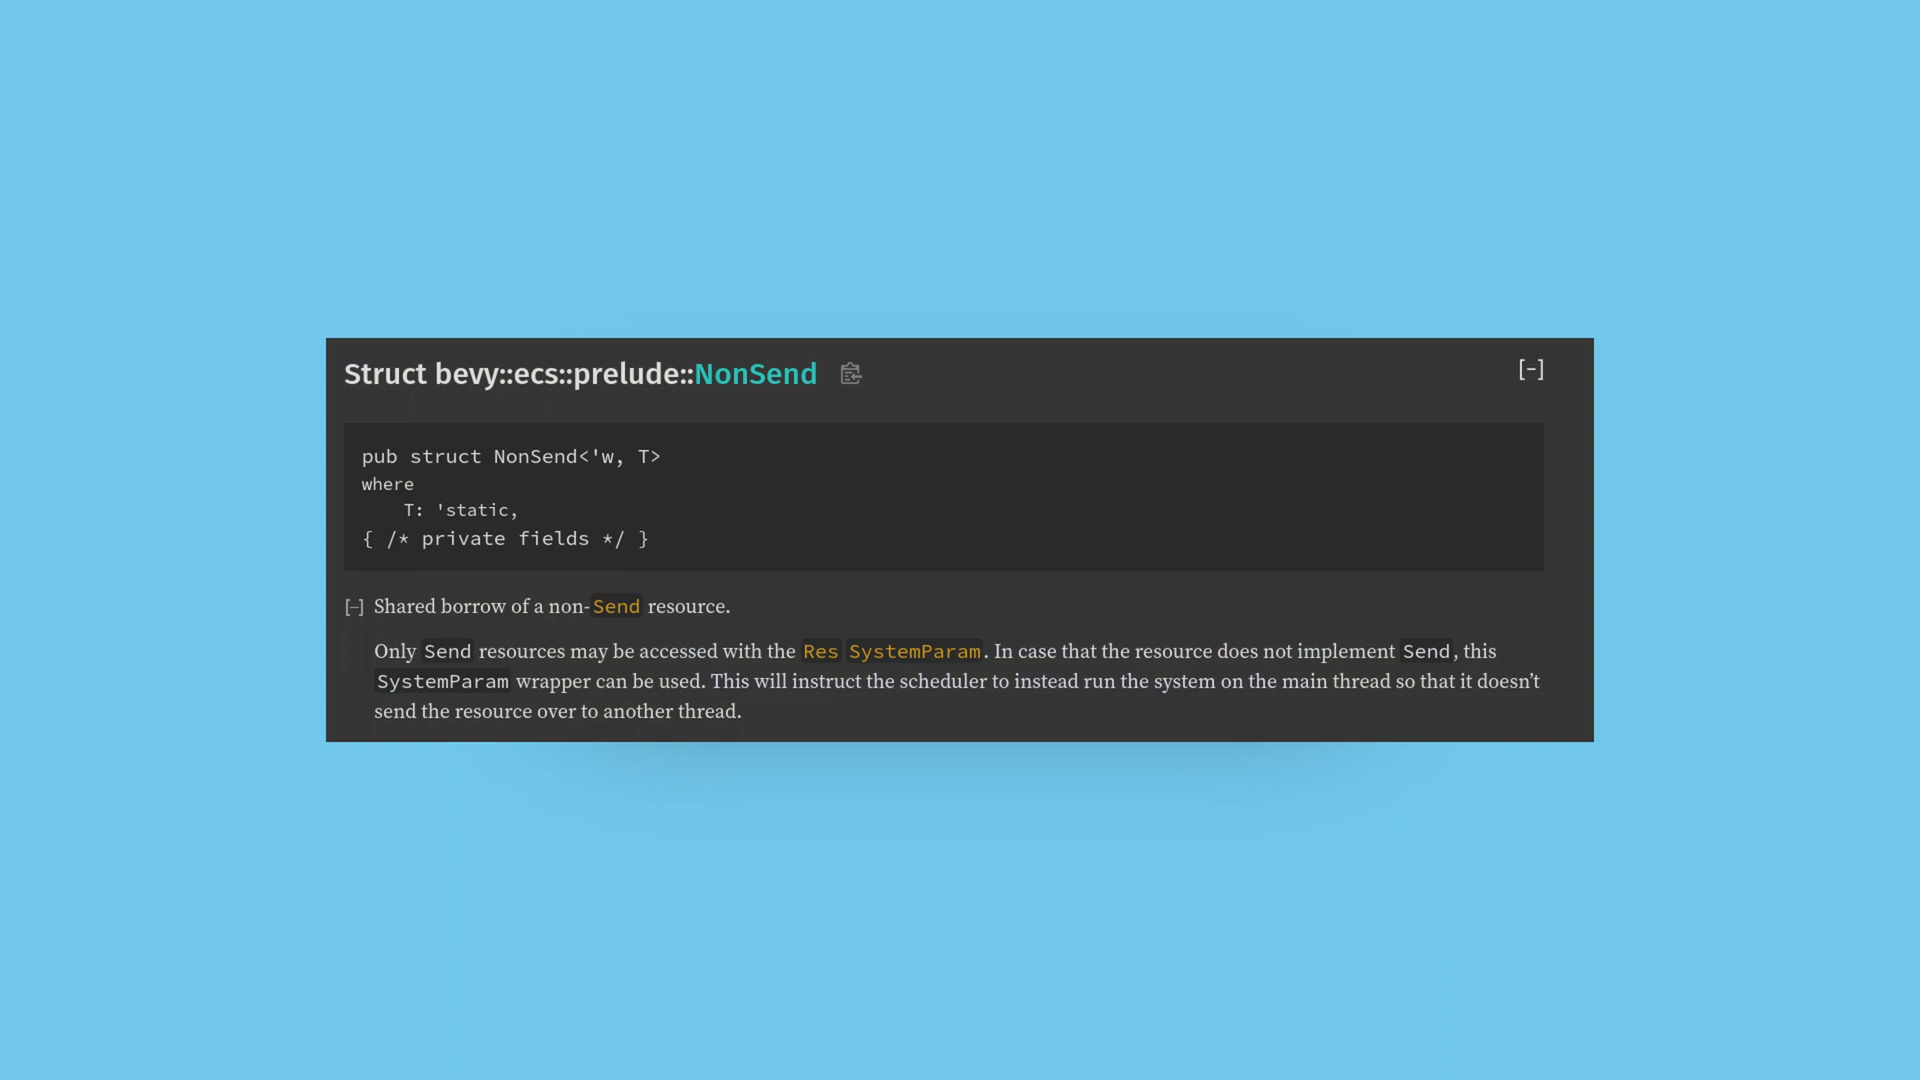 Struct bevy::ecs::prelude::NonSend [-]
pub struct NonSend<'w, T>
where
    T: 'static,
{ /* private fields */ }
[-] Shared borrow of a non-Send resource.
Only Send resources may be accessed with the Res SystemParam. In case that the resource does not implement Send, this
SystemParam wrapper can be used. This will instruct the scheduler to instead run the system on the main thread so that it doesn’t
send the resource over to another thread.